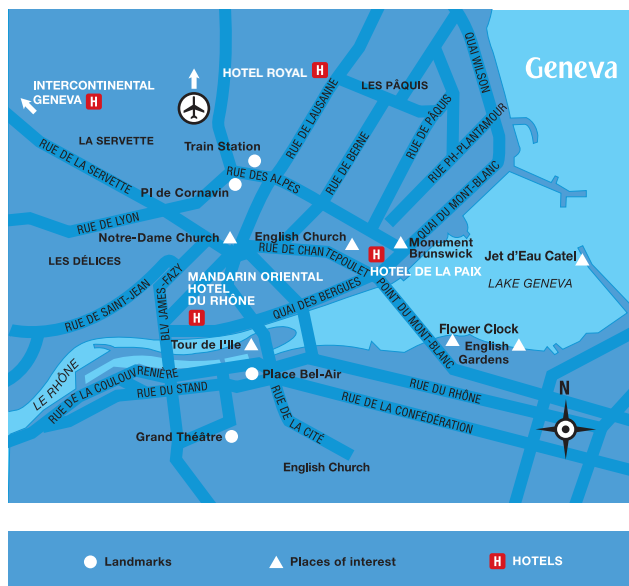 Geneva
QUAI WILSON
HOTEL ROYAL H
INTERCONTINENTAL
GENEVA H
LES PÂQUIS
RUE DE LAUSANNE
RUE DE BERNE
RUE DE PÂQUIS
RUE PH-PLANTAMOUR
LA SERVETTE
Train Station
RUE DE LA SERVETTE
RUE DES ALPES
PI de Cornavin
QUAI DU MONT-BLANC
RUE DE LYON
Notre-Dame Church
English Church
RUE DE CHANTEPOULET
H
Monument
Brunswick
Jet d'Eau Catel
LES DÉLICES
HOTEL DE LA PAIX
MANDARIN ORIENTAL
HOTEL
DU RHÔNE
H
LAKE GENEVA
BLV JAMES-FAZY
RUE DE SAINT-JEAN
QUAI DES BERGUES
POINT DU MONT-BLANC
Flower Clock
English
Gardens
Tour de I'lle
LE RHÔNE
RUE DE LA COULOUVRENIÈRE
Place Bel-Air
RUE DU STAND
RUE DU RHÔNE
RUE DE LA CONFÉDÉRATION
N
RUE DE LA CITÉ
Grand Théâtre
English Church
Landmarks
Places of interest
H HOTELS